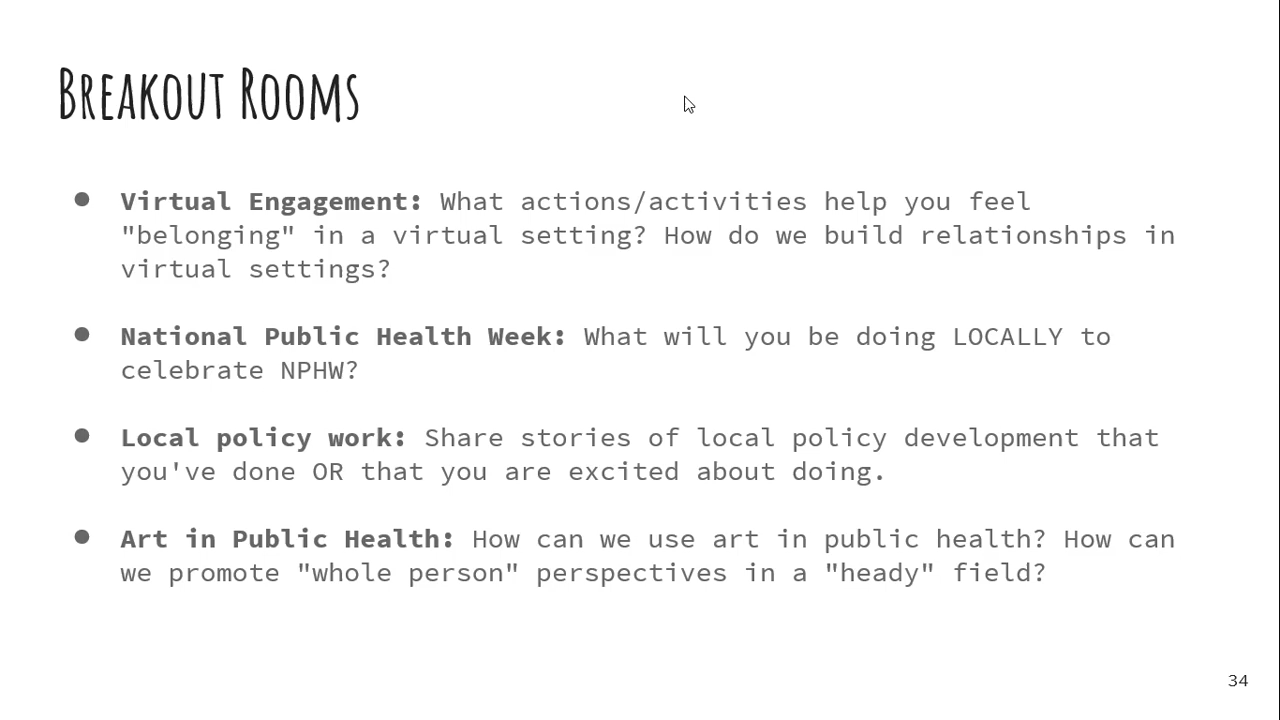 Breakout Rooms
● Virtual Engagement: What actions/activities help you feel
"belonging" in a virtual setting? How do we build relationships in
virtual settings?
● National Public Health Week: What will you be doing LOCALLY to
celebrate NPHW?
● Local policy work: Share stories of local policy development that
you've done OR that you are excited about doing.
● Art in Public Health: How can we use art in public health? How can
we promote "whole person" perspectives in a "heady" field?
34